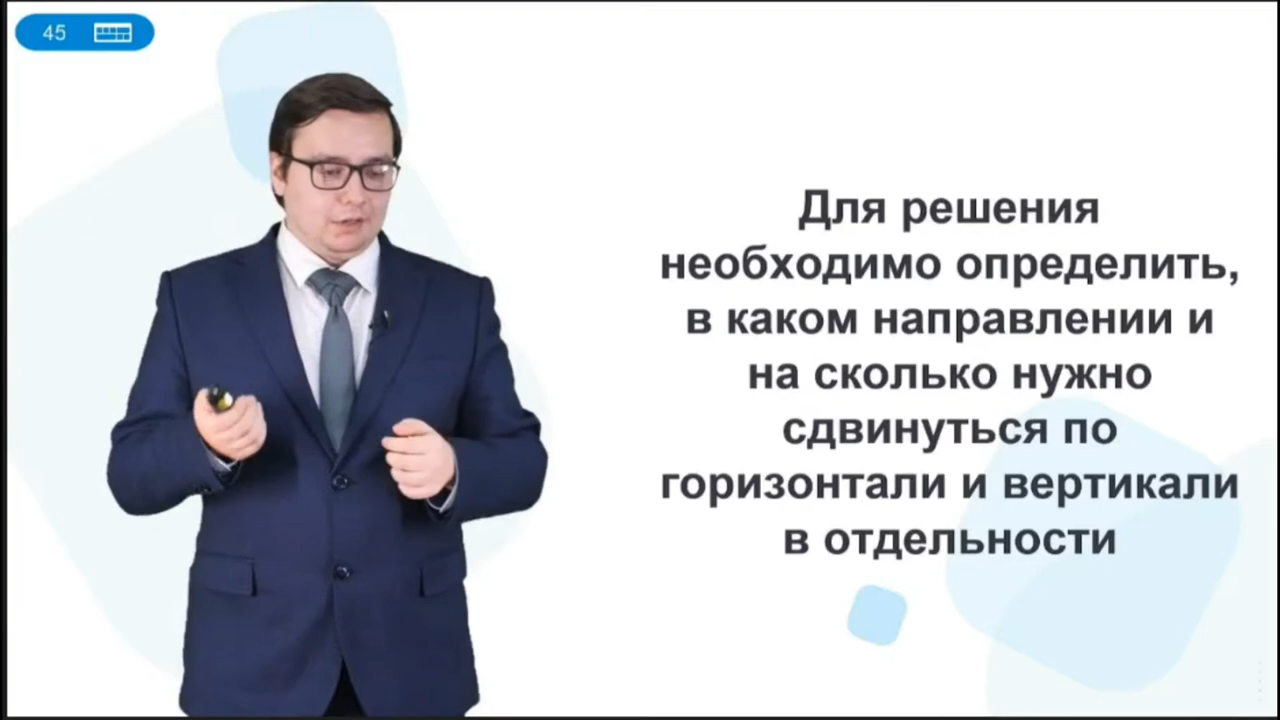 45
Для решения
необходимо определить,
в каком направлении и
на сколько нужно
сдвинуться по
горизонтали и вертикали
в отдельности